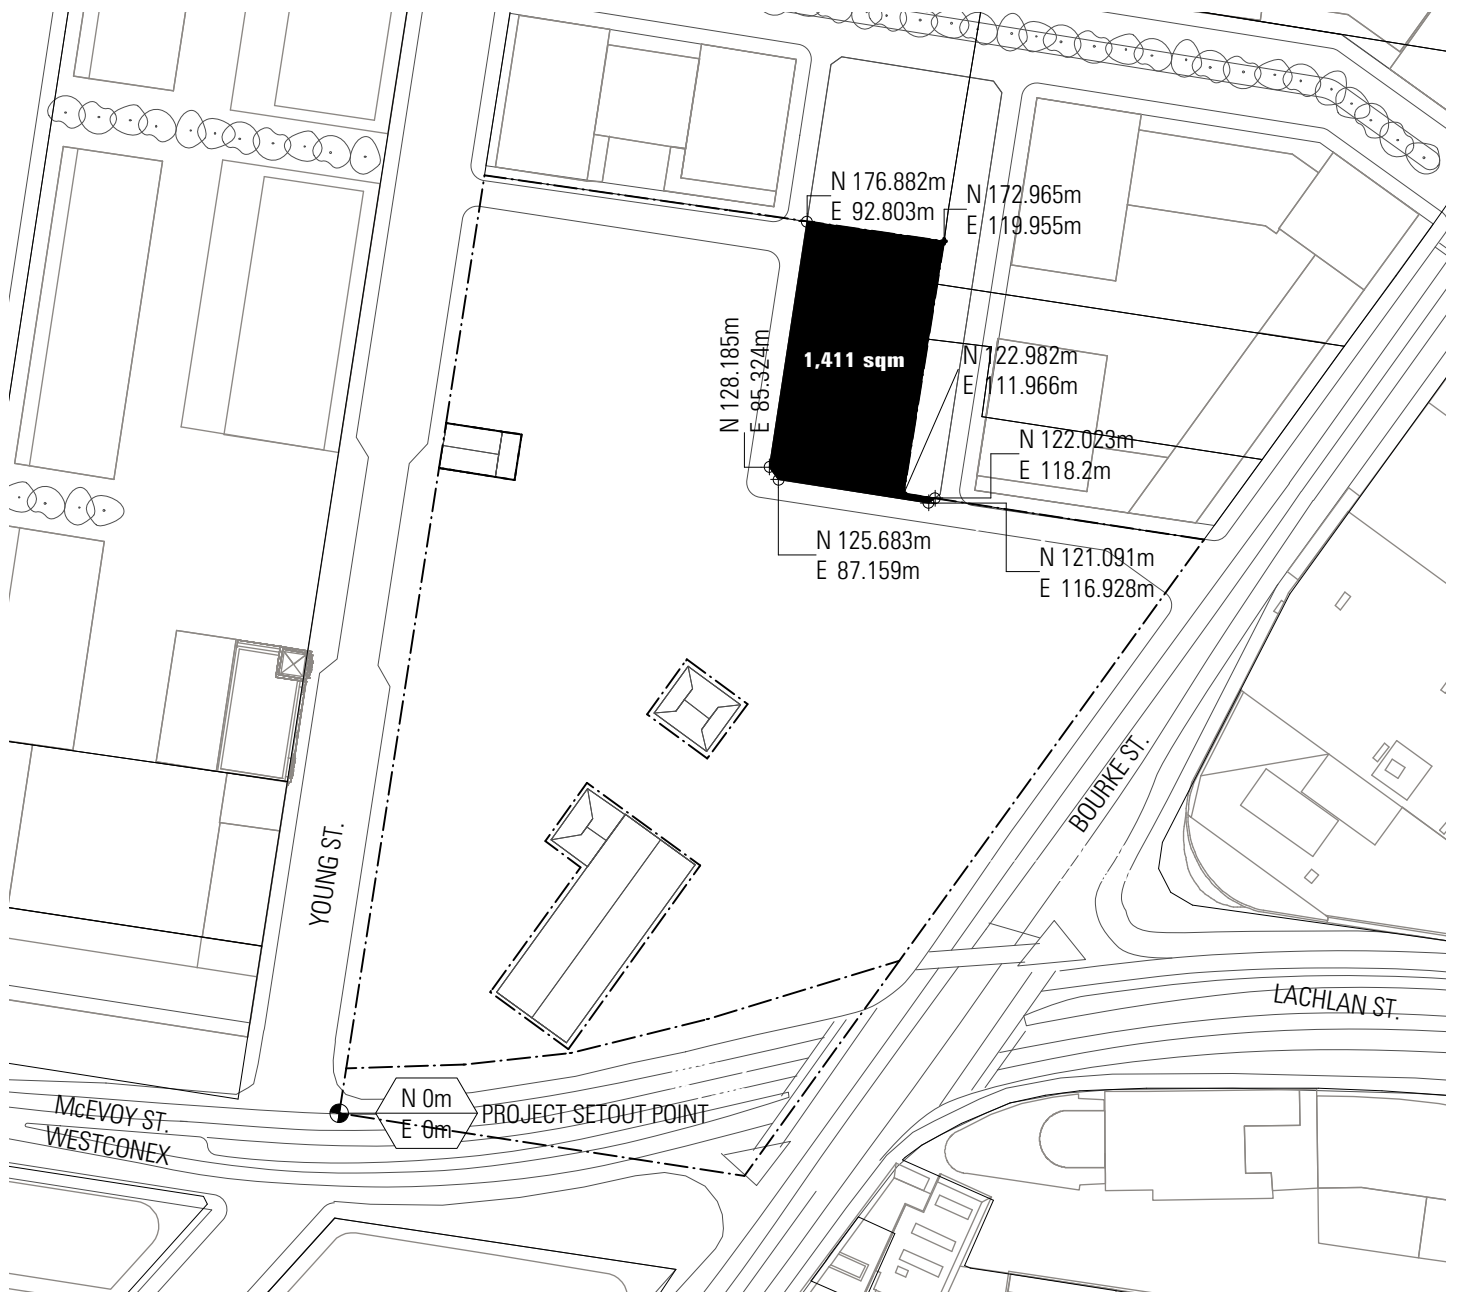 N 176.882m
E 92.803m
N 172.965m
E 119.955m
N 128.185m
E 85.324m
1,411 sqm
N 122.982m
E 111.966m
N 122.023m
E 118.2m
N 125.683m
E 87.159m
N 121.091m
E 116.928m
BOURKE ST.
YOUNG ST.
LACHLAN ST.
N 0m
E 0m
PROJECT SETOUT POINT
McEVOY ST.
WESTCONEX